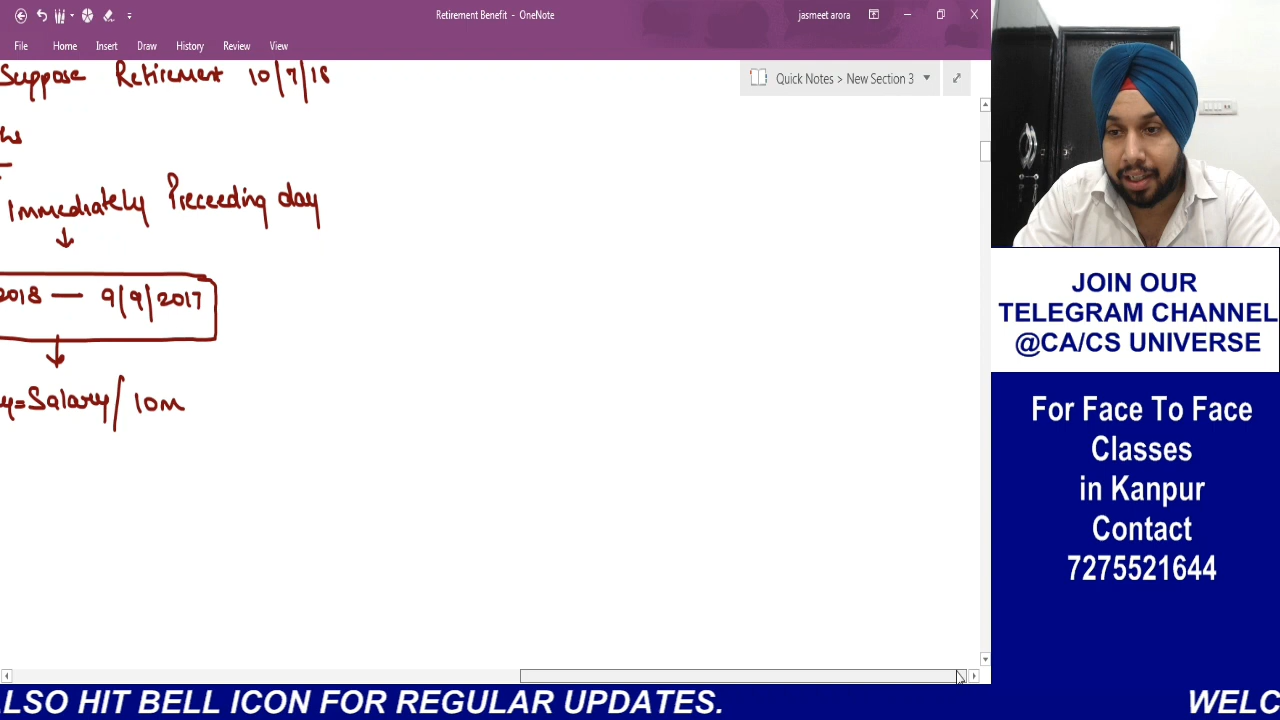 Retirement Benefit - OneNote
jasmeet arora
File Home Insert Draw History Review View
Quick Notes > New Section 3
Suppose Retirement 10/7/18
Immediately Preceeding day
2018 — 9/9/2017
y=Salary/10m
JOIN OUR
TELEGRAM CHANNEL
@CA/CS UNIVERSE
For Face To Face
Classes
in Kanpur
Contact
7275521644
LSO HIT BELL ICON FOR REGULAR UPDATES. WELC